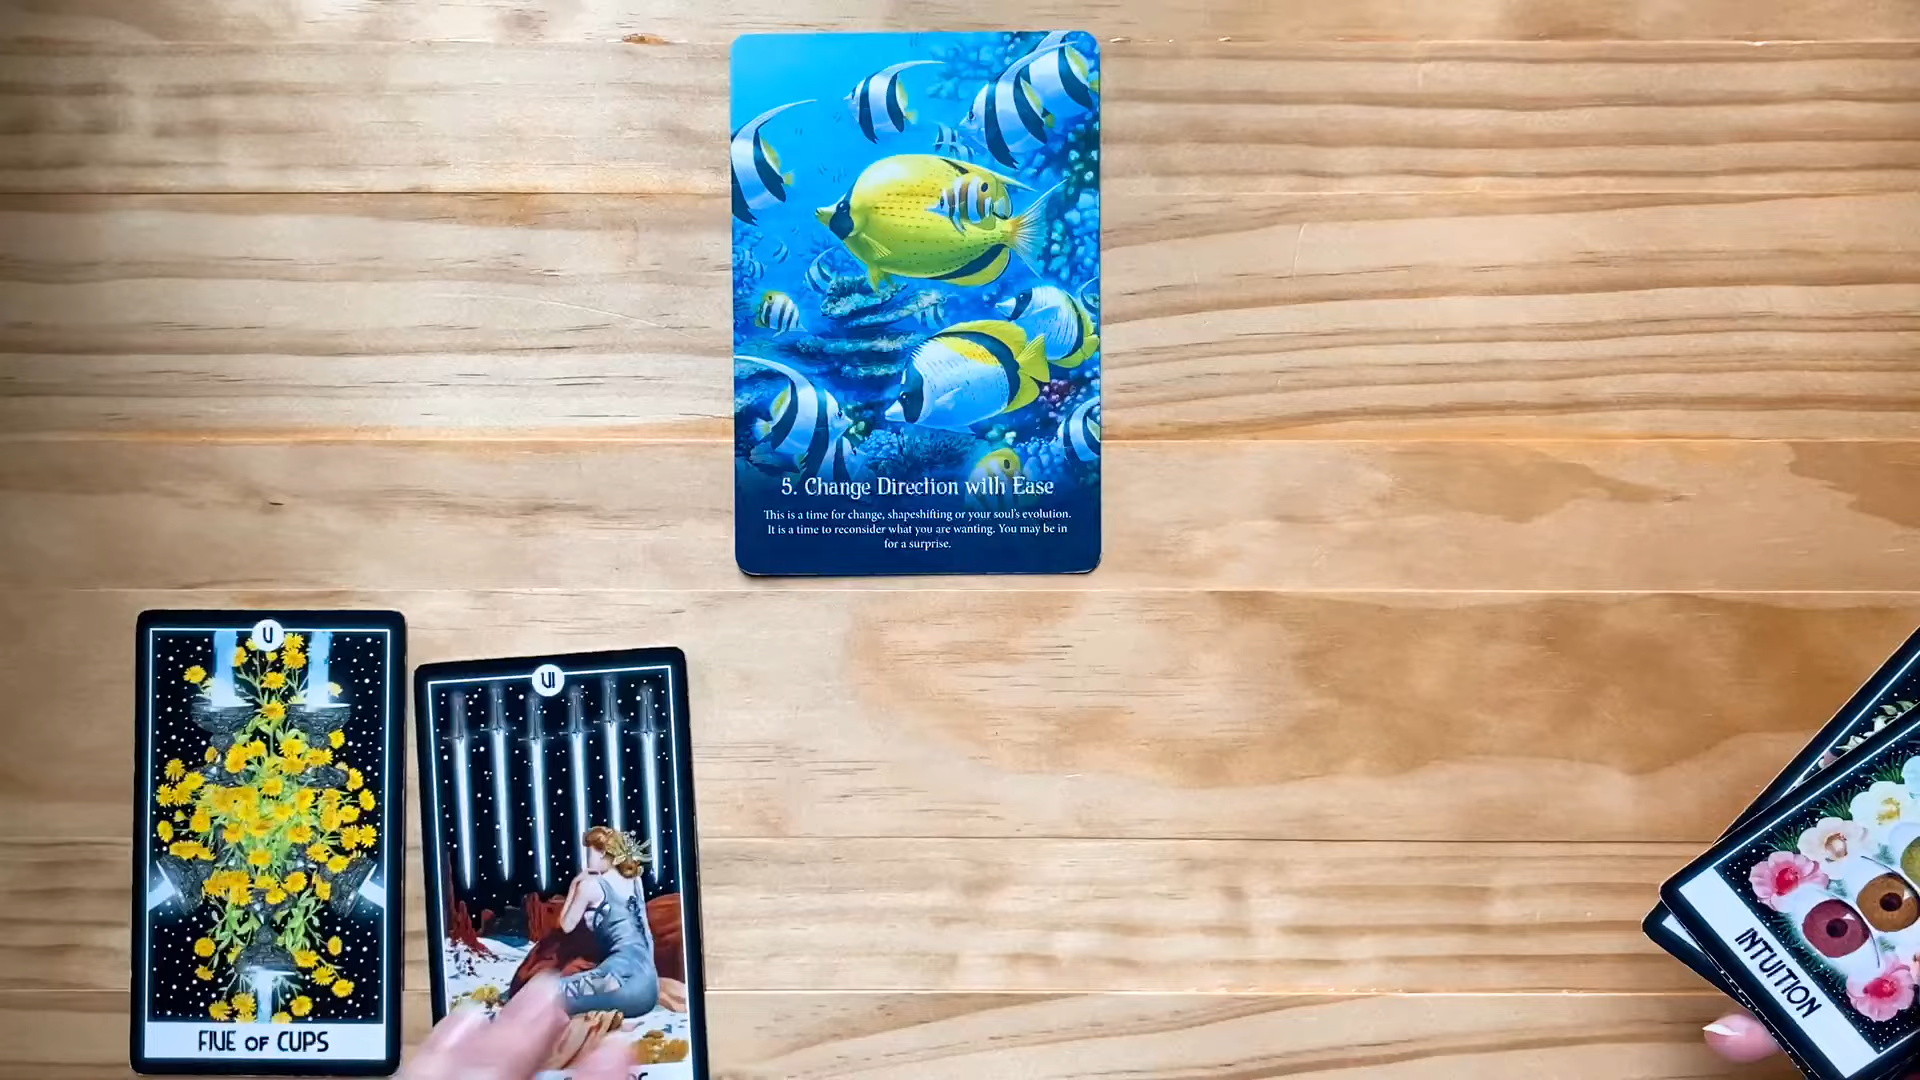 5. Change Direction with Ease
This is a time for change, shapeshifting or your soul's evolution.
It is a time to reconsider what you are wanting. You may be in
for a surprise.
V
FIVE OF CUPS
VI
INTUITION